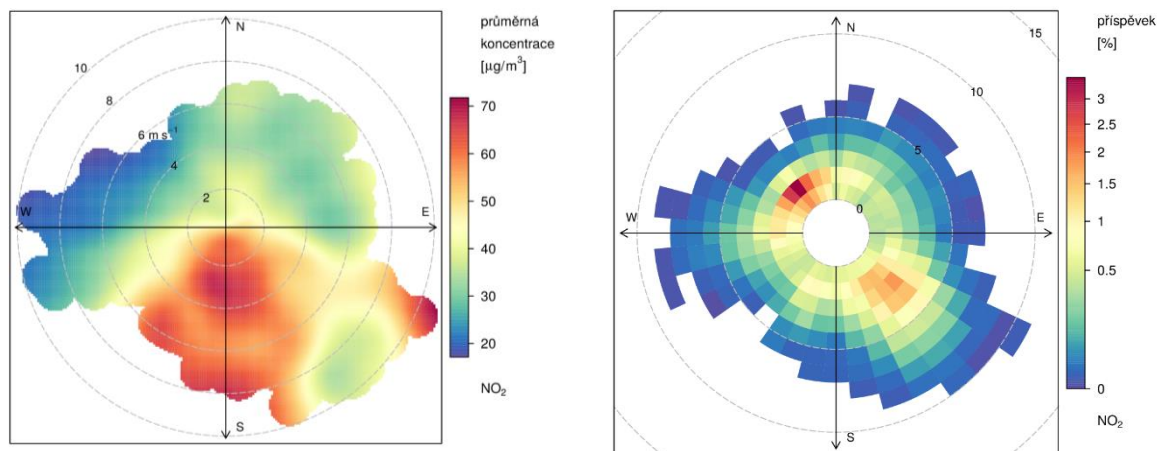 N
průměrná
koncentrace
[µg/m³]
10
8
6 m s⁻¹
4
2
W
E
S
70
60
50
40
30
20
NO₂
N
15
10
5
0
W
E
S
příspěvek
[%]
3
2.5
2
1.5
1
0.5
0
NO₂